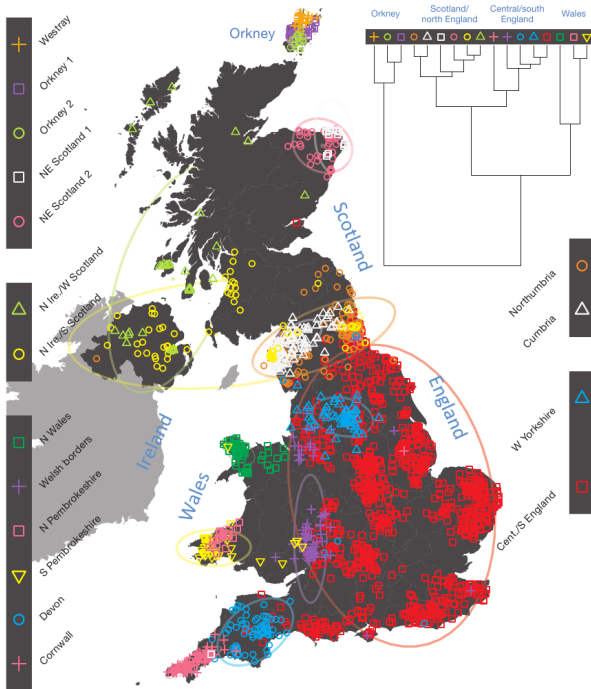 Orkney
Scotland/
north England
Central/south
England
Wales
Orkney
Westray
Orkney 1
Orkney 2
NE Scotland 1
NE Scotland 2
Scotland
N Ire./W Scotland
N Ire/S Scotland
Northumbria
Cumbria
Ireland
England
Wales
N Wales
Welsh borders
N Pembrokeshire
S Pembrokeshire
Devon
Cornwall
W Yorkshire
Cent./S England